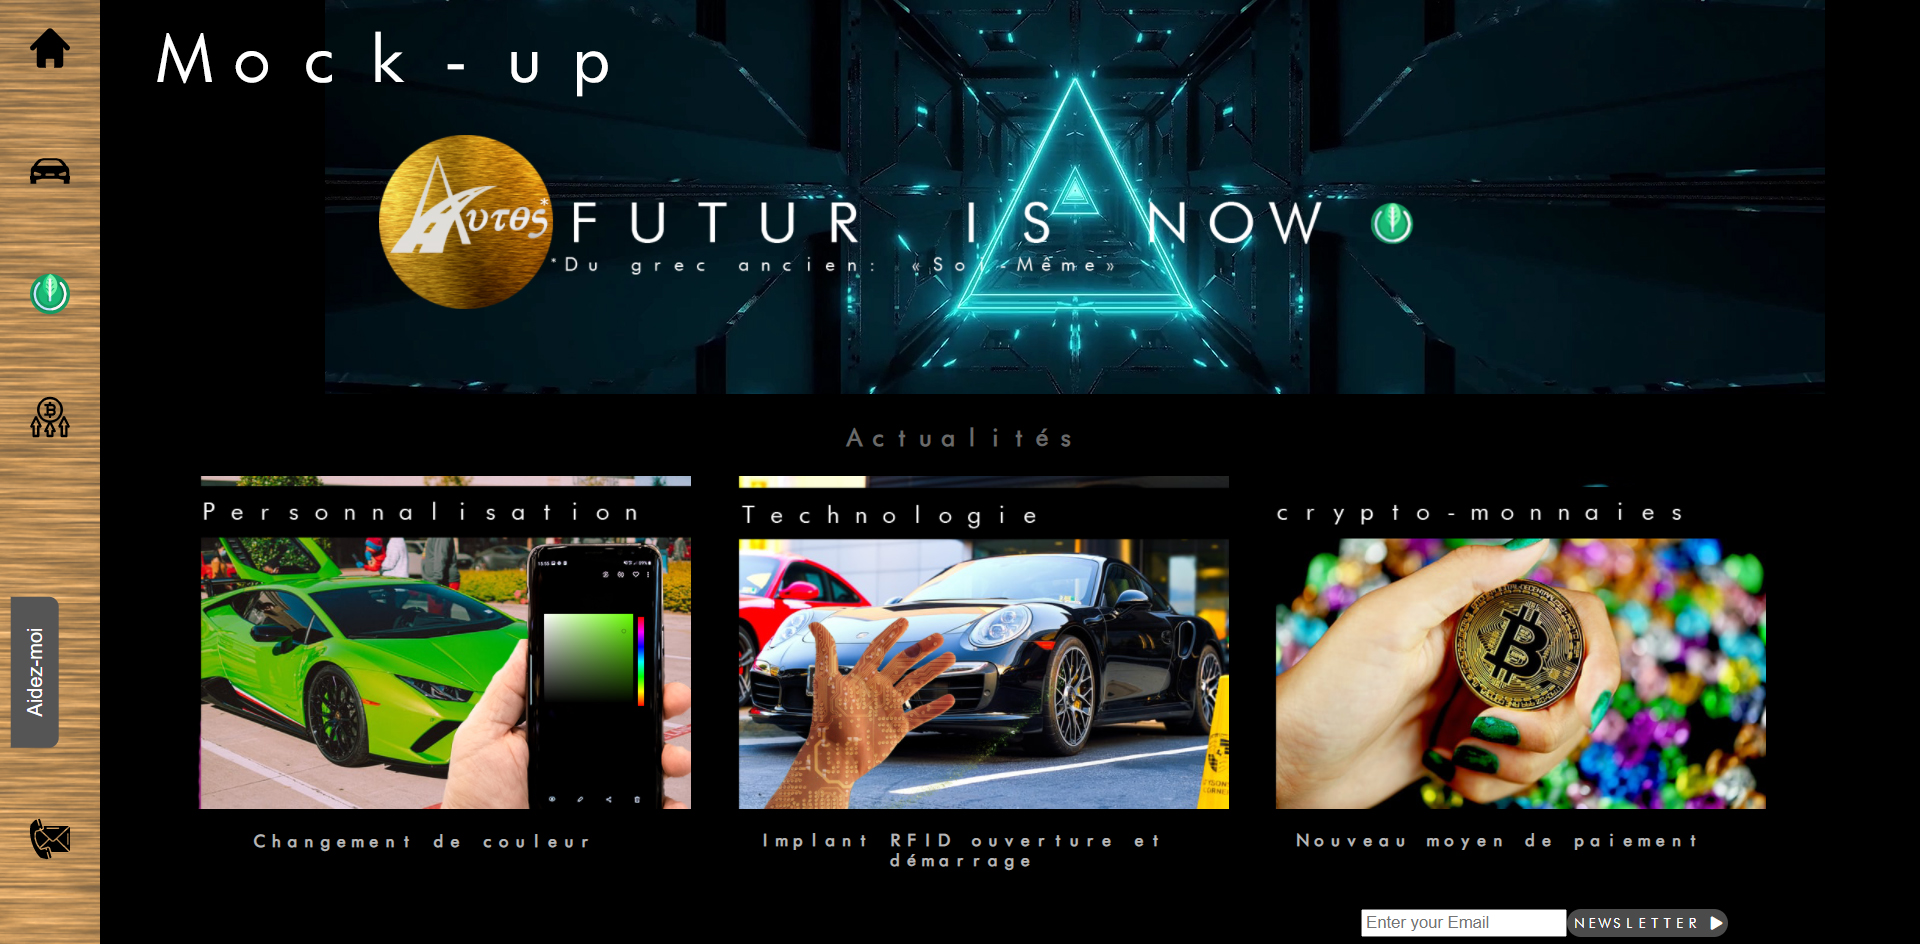 Mock-up
Αυτοs*
FUTUR IS NOW
*Du grec ancien: «Soi-Même»
Actualités
Personnalisation
Technologie
crypto-monnaies
Aidez-moi
Changement de couleur
Implant RFID ouverture et
démarrage
Nouveau moyen de paiement
Enter your Email
NEWSLETTER